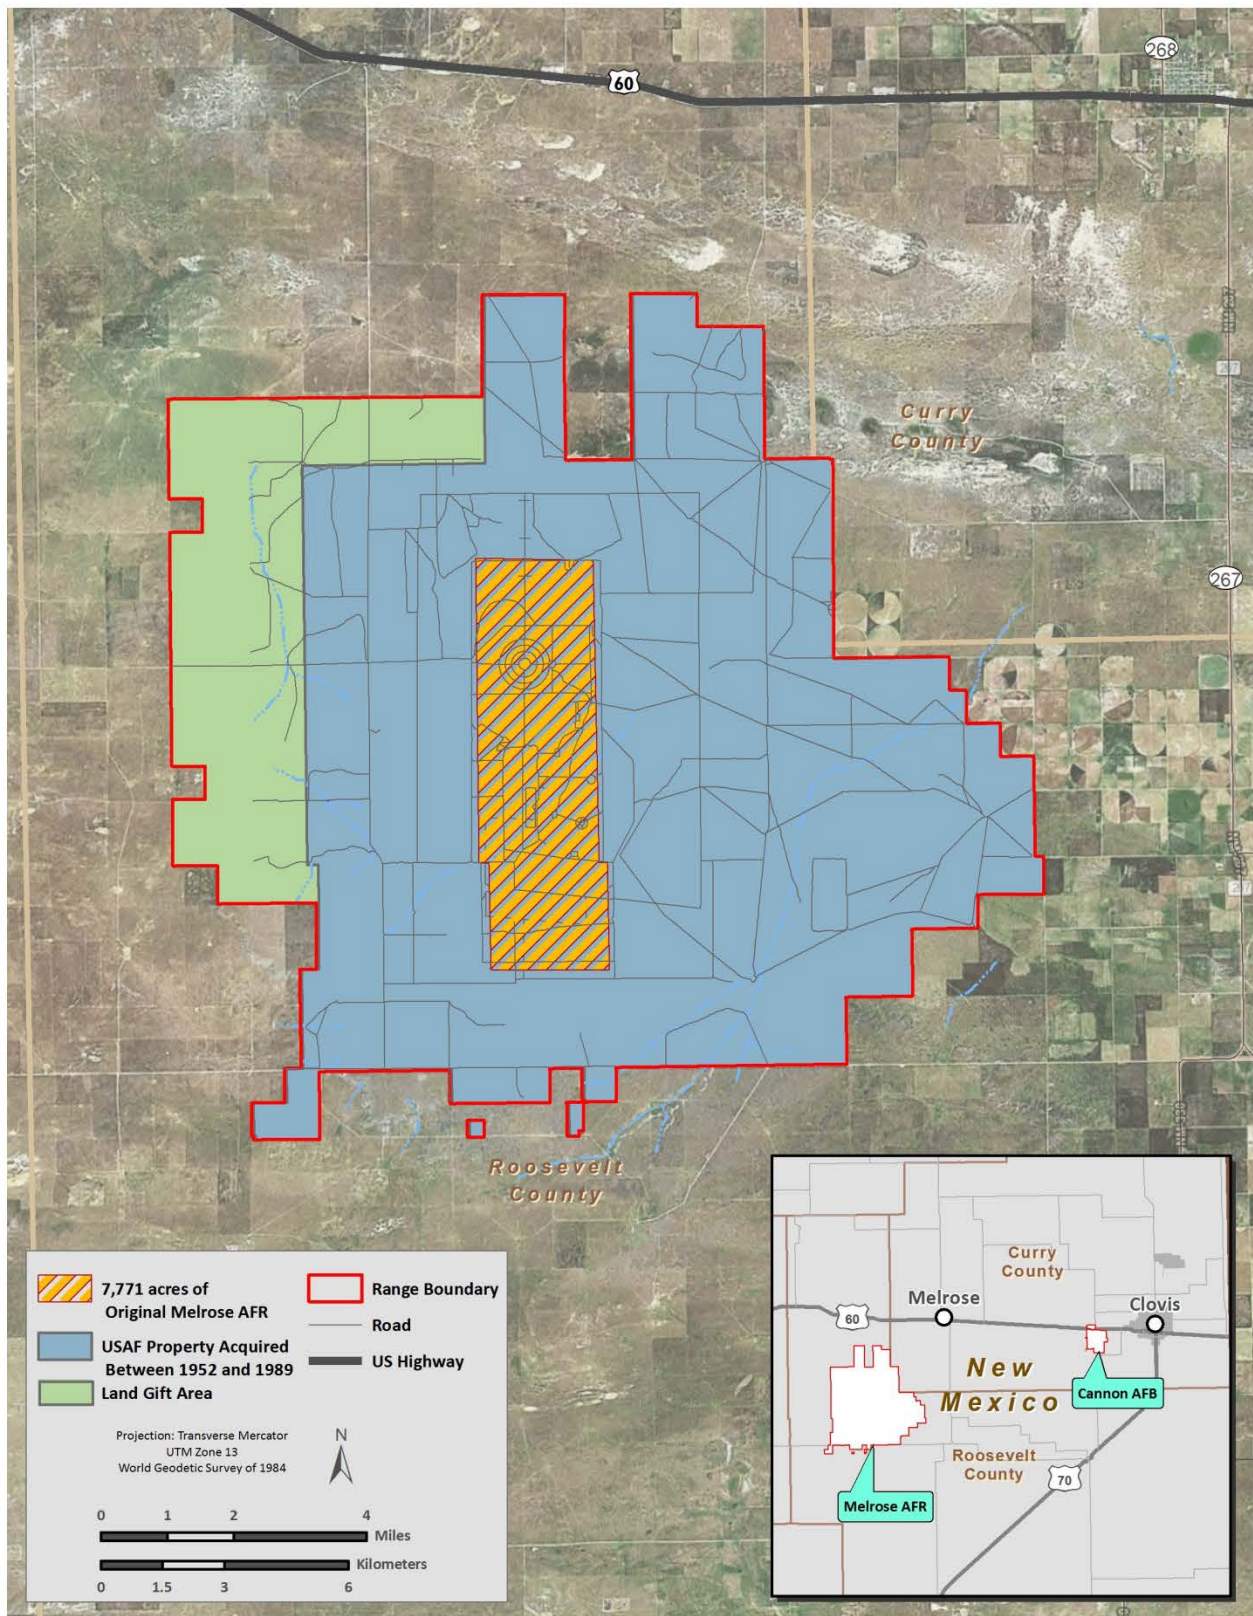 60
268
Curry
County
267
Roosevelt
County
7,771 acres of
Original Melrose AFR
USAF Property Acquired
Between 1952 and 1989
Land Gift Area
Range Boundary
Road
US Highway
Projection: Transverse Mercator
UTM Zone 13
World Geodetic Survey of 1984
N
0 1 2 4
Miles
Kilometers
0 1.5 3 6
Curry
County
Melrose
Clovis
60
New
Mexico
Cannon AFB
Roosevelt
County
70
Melrose AFR